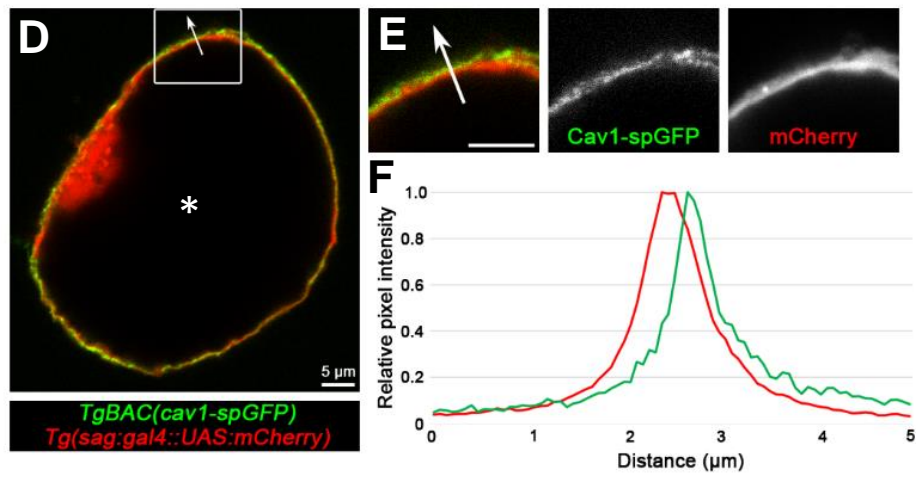 D
*
5 µm
TgBAC(cav1-spGFP)
Tg(sag:gal4::UAS:mCherry)
E
Cav1-spGFP
mCherry
F
Relative pixel intensity
1.0
0.8
0.6
0.4
0.2
0
0 1 2 3 4 5
Distance (µm)